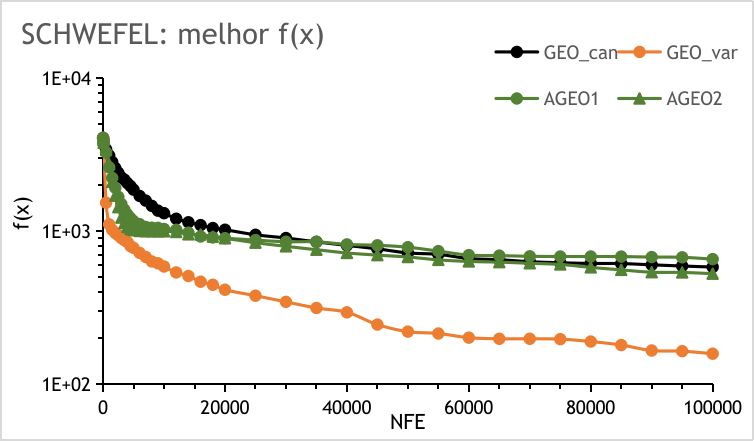 SCHWEFEL: melhor f(x)
GEO_can GEO_var
AGEO1 AGEO2
1E+04
1E+03
1E+02
f(x)
0 20000 40000 60000 80000 100000
NFE